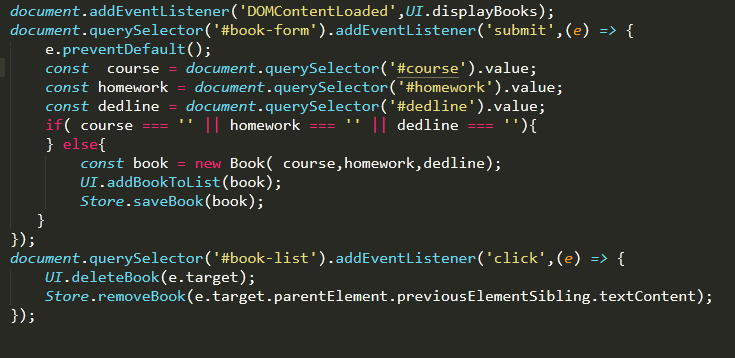 document.addEventListener('DOMContentLoaded',UI.displayBooks);
document.querySelector('#book-form').addEventListener('submit',(e) => {
    e.preventDefault();
    const  course = document.querySelector('#course').value;
    const homework = document.querySelector('#homework').value;
    const dedline = document.querySelector('#dedline').value;
    if( course === '' || homework === '' || dedline === ''){
    } else{
        const book = new Book( course,homework,dedline);
        UI.addBookToList(book);
        Store.saveBook(book);
   }
});
document.querySelector('#book-list').addEventListener('click',(e) => {
    UI.deleteBook(e.target);
    Store.removeBook(e.target.parentElement.previousElementSibling.textContent);
});